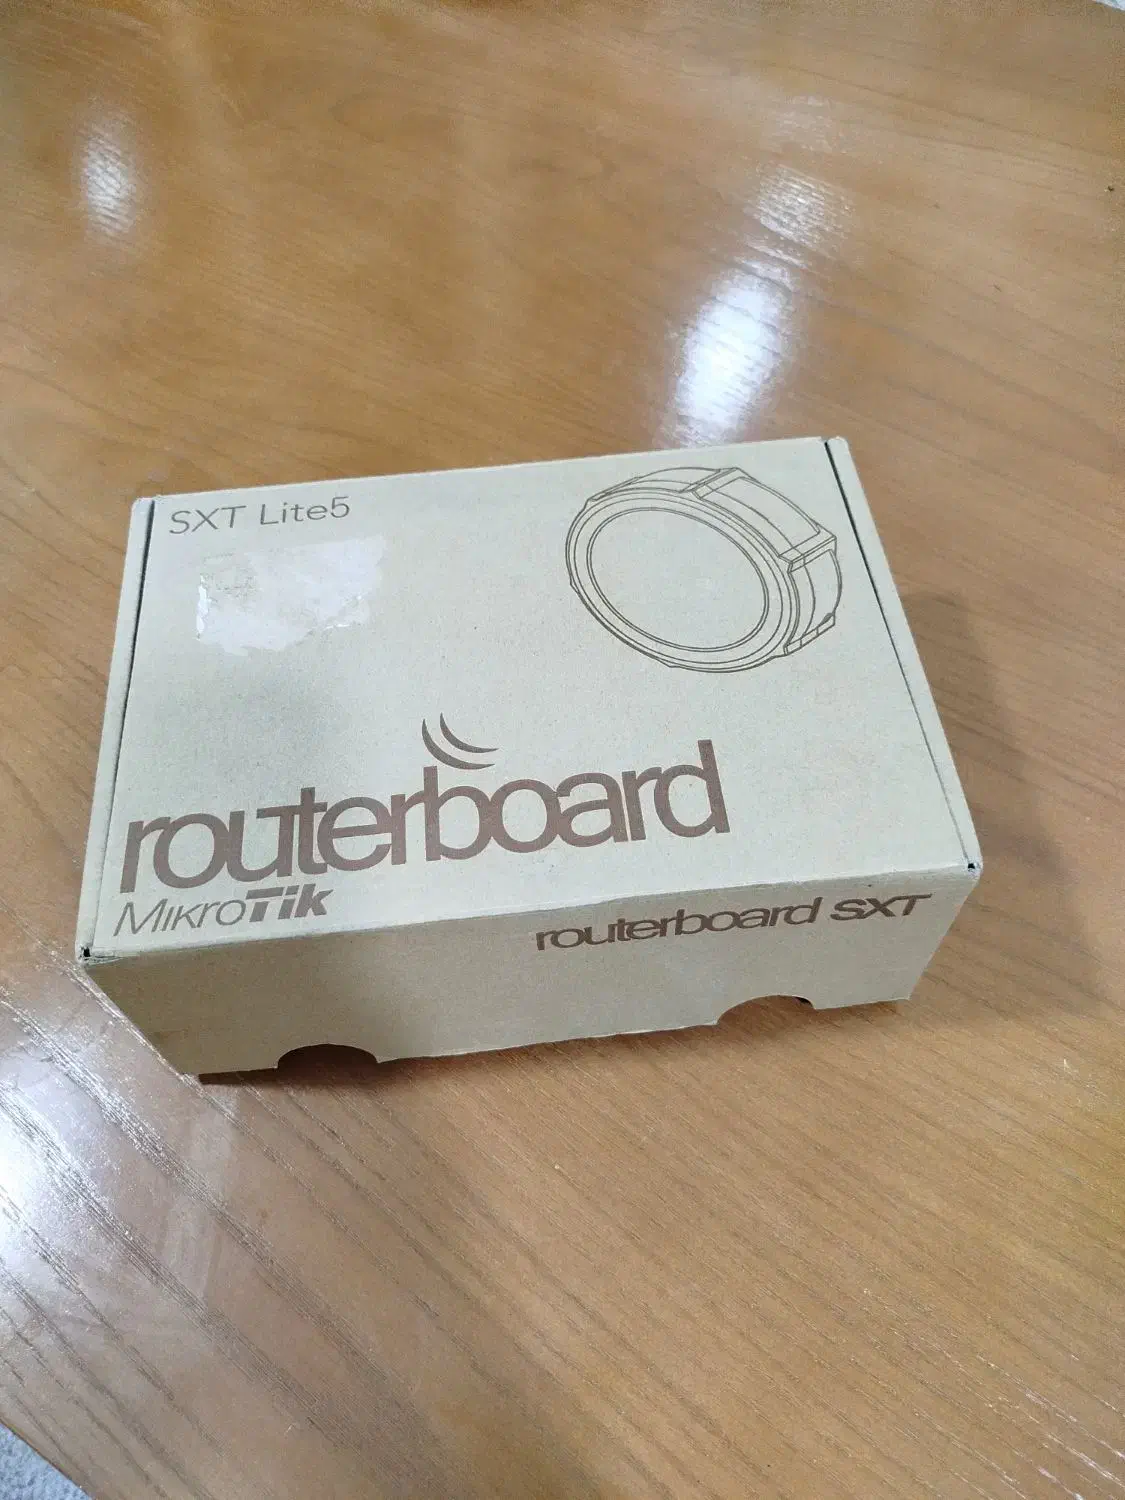 SXT Lite5
routerboard
MikroTik
routerboard SXT